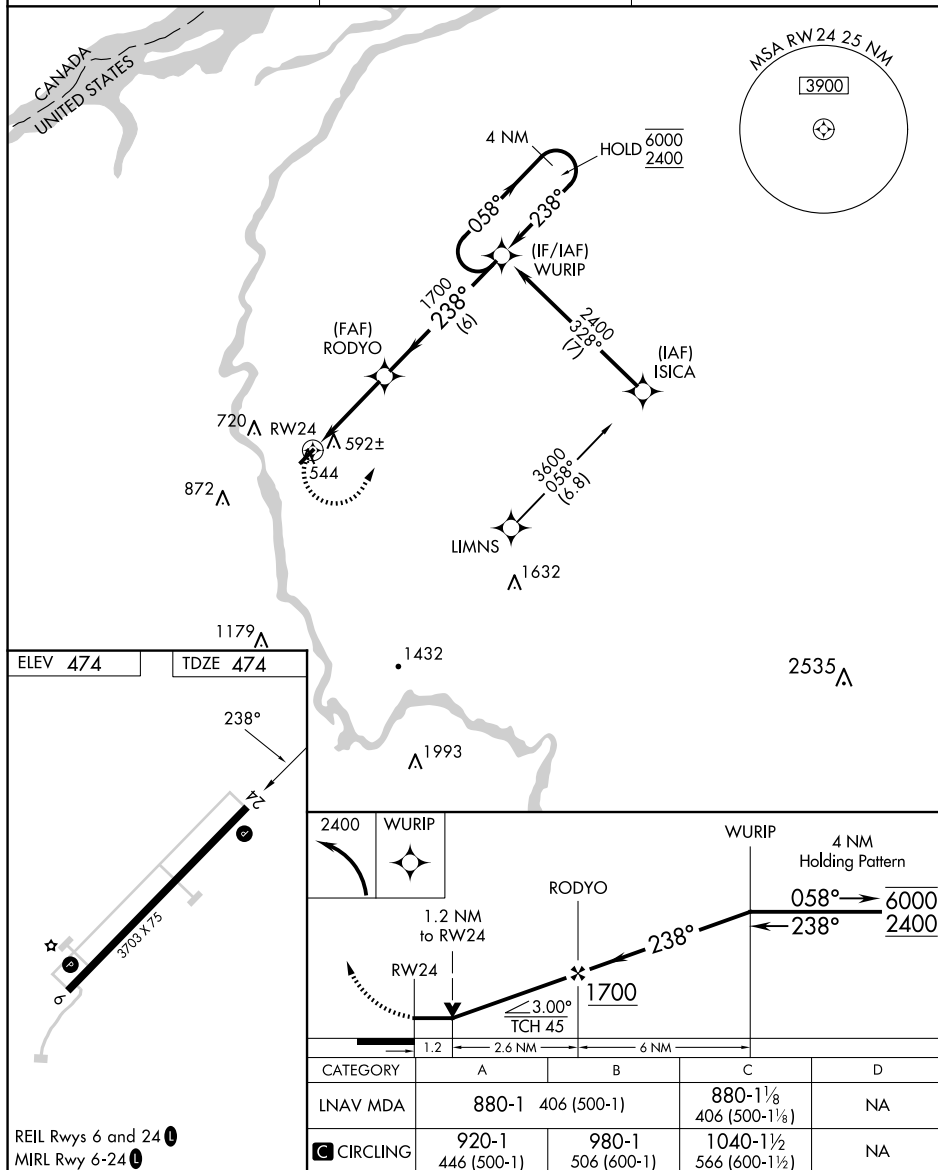 CANADA
UNITED STATES
MSA RW24 25 NM
3900
4 NM
HOLD 6000
2400
058°
238°
(IF/IAF)
WURIP
1700
238°
(6)
2400
328°
(7)
(FAF)
RODYO
(IAF)
ISICA
720
RW24
592±
544
872
3600
058°
(6.8)
LIMNS
1632
1179
1432
2535
1993
ELEV 474
TDZE 474
238°
24
P
3703 X 75
P
6
REIL Rwys 6 and 24 L
MIRL Rwy 6-24 L
2400
WURIP
WURIP
4 NM
Holding Pattern
RODYO
058°
6000
238°
2400
1.2 NM
to RW24
238°
RW24
1700
3.00°
TCH 45
1.2
2.6 NM
6 NM
CATEGORY A B C D
LNAV MDA 880-1 406 (500-1) 880-1⅛ 406 (500-1⅛) NA
C CIRCLING 920-1 446 (500-1) 980-1 506 (600-1) 1040-1½ 566 (600-1½) NA